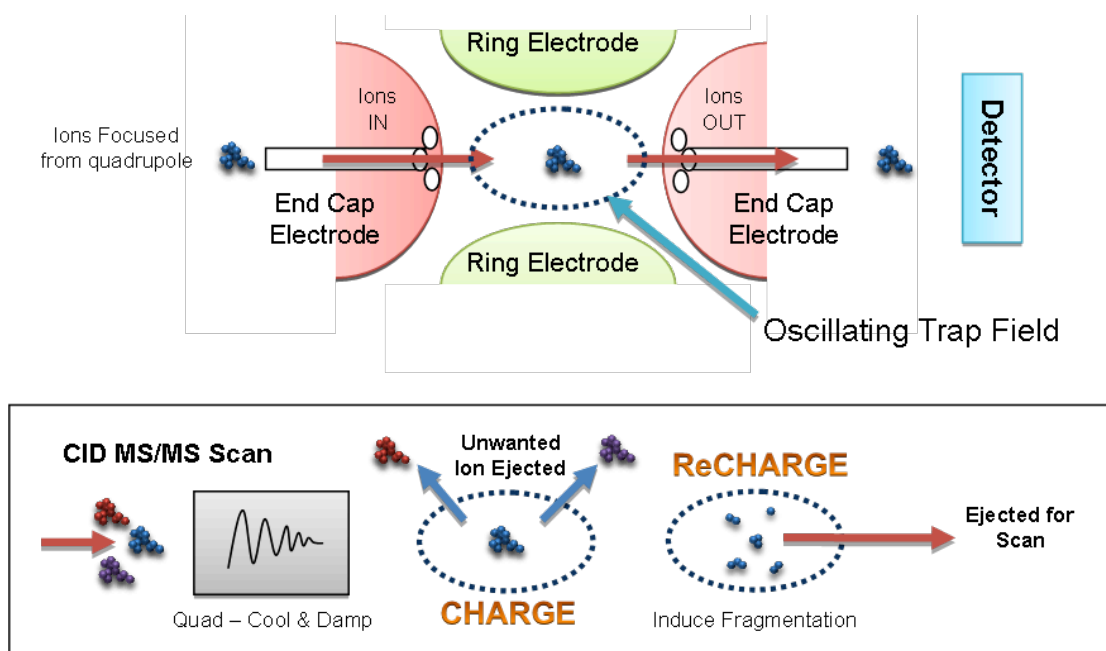 Ring Electrode
Ions
IN
Ions
OUT
Ions Focused
from quadrupole
Detector
End Cap
Electrode
End Cap
Electrode
Ring Electrode
Oscillating Trap Field
CID MS/MS Scan
Unwanted
Ion Ejected
ReCHARGE
Ejected for
Scan
CHARGE
Quad – Cool & Damp
Induce Fragmentation